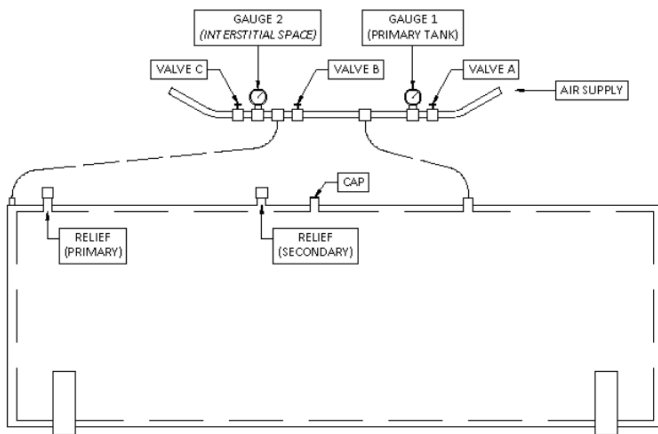 GAUGE 2
(INTERSTITIAL SPACE)
GAUGE 1
(PRIMARY TANK)
VALVE C
VALVE B
VALVE A
AIR SUPPLY
CAP
RELIEF
(PRIMARY)
RELIEF
(SECONDARY)